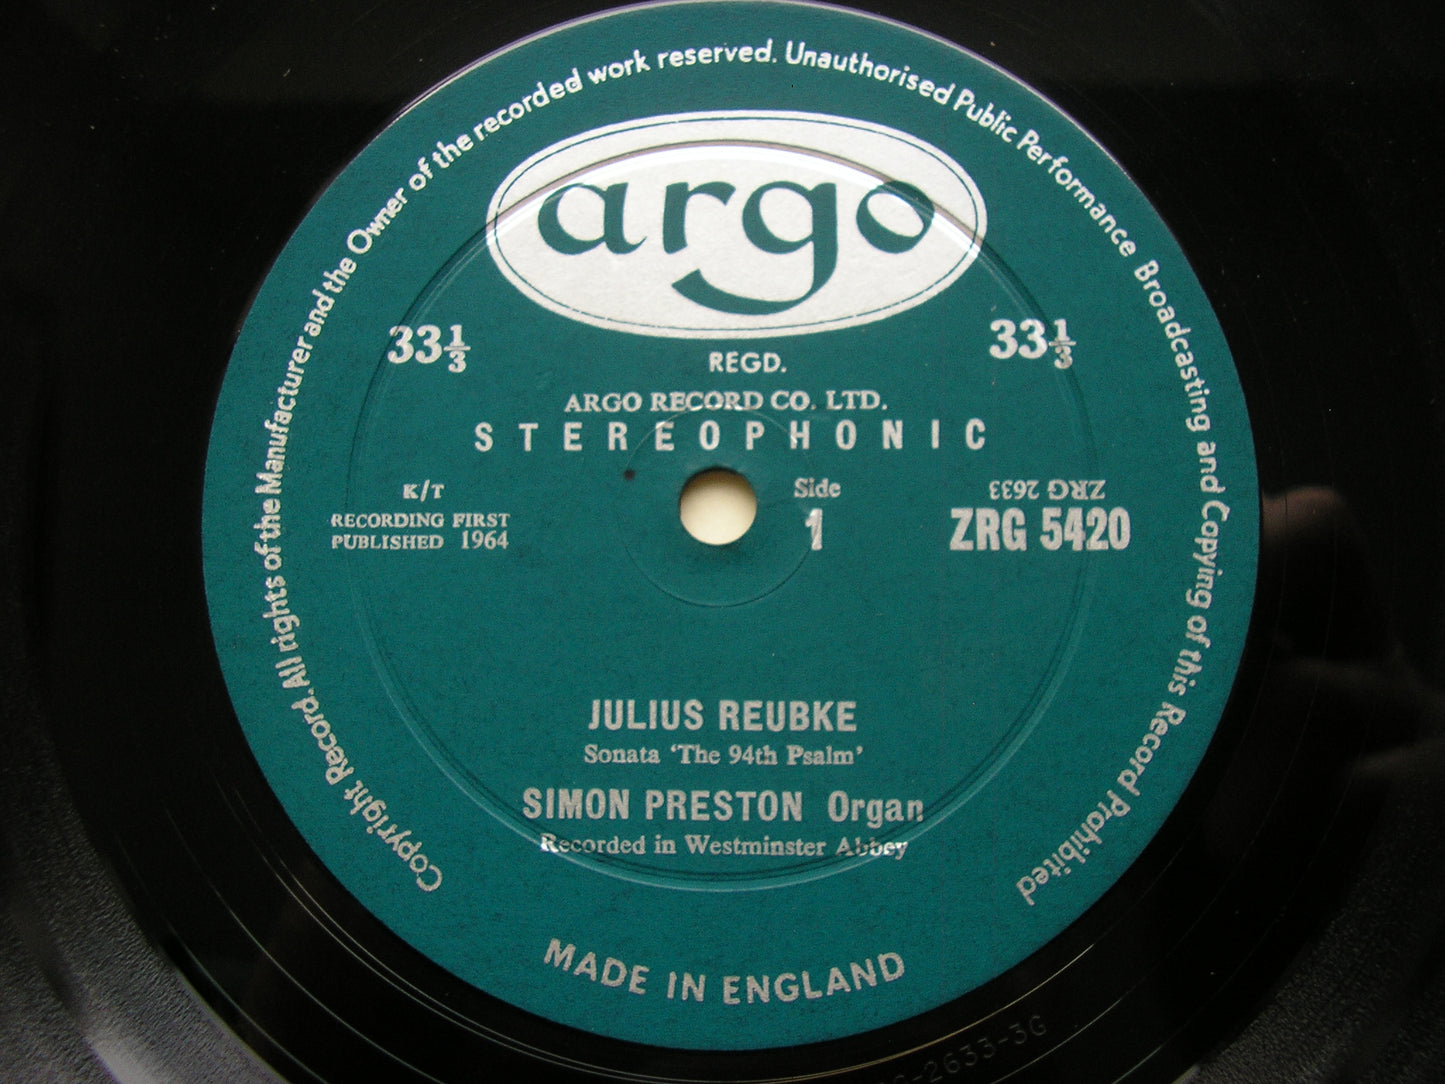 Copyright Record. All rights of the Manufacturer and the Owner of the recorded work reserved. Unauthorised Public Performance Broadcasting and Copying of this Record Prohibited
argo
33⅓ 33⅓
REGD.
ARGO RECORD CO. LTD.
STEREOPHONIC
K/T
RECORDING FIRST
PUBLISHED 1964
Side
1
ZRG 2633
ZRG 5420
JULIUS REUBKE
Sonata ‘The 94th Psalm’
SIMON PRESTON Organ
Recorded in Westminster Abbey
MADE IN ENGLAND
-2633-3G